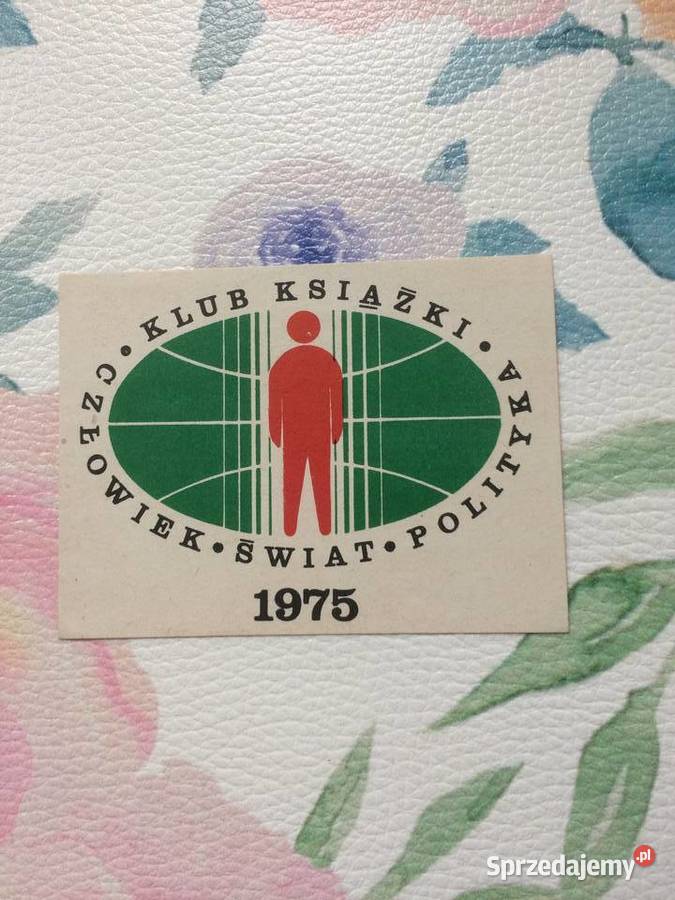 KLUB KSIĄŻKI
CZŁOWIEK • ŚWIAT • POLITYKA
1975
Sprzedajemy.pl